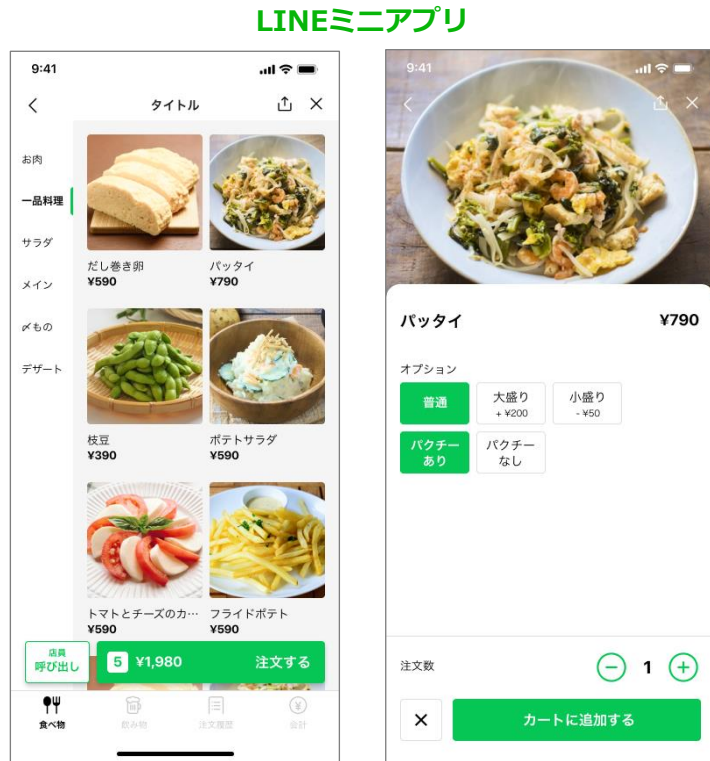 LINEミニアプリ
9:41
タイトル
お肉
一品料理
サラダ
メイン
〆もの
デザート
だし巻き卵
¥590
パッタイ
¥790
枝豆
¥390
ポテトサラダ
¥590
トマトとチーズのカ…
¥590
フライドポテト
¥590
店員
呼び出し
5 ¥1,980 注文する
食べ物
飲み物
注文履歴
会計
9:41
パッタイ ¥790
オプション
普通
大盛り
+ ¥200
小盛り
- ¥50
パクチー
あり
パクチー
なし
注文数
1
カートに追加する